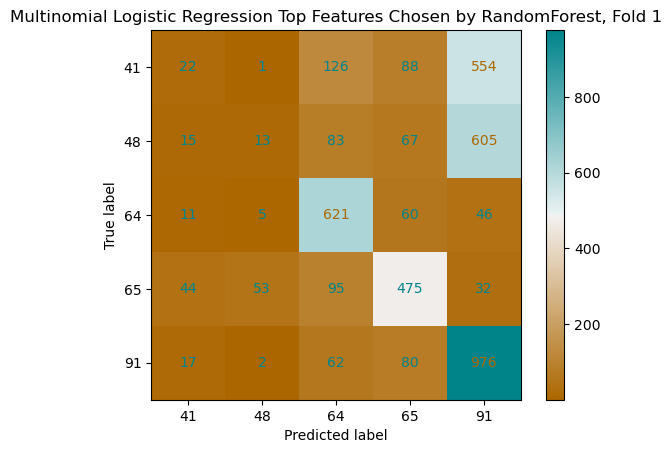 Multinomial Logistic Regression Top Features Chosen by RandomForest, Fold 1
41 22 1 126 88 554
48 15 13 83 67 605
64 11 5 621 60 46
65 44 53 95 475 32
91 17 2 62 80 976
41 48 64 65 91
Predicted label
True label
800
600
400
200